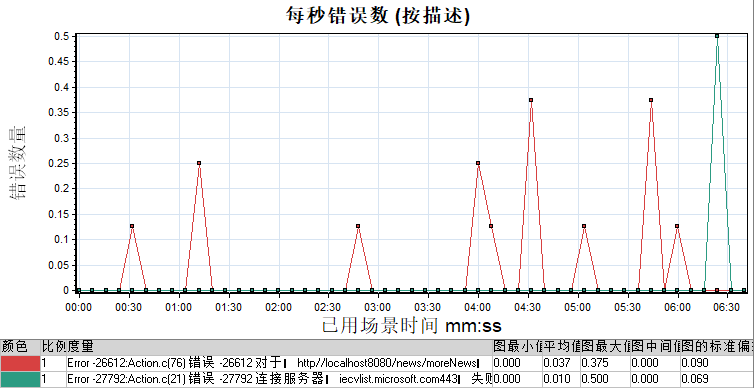 每秒错误数 (按描述)
0.5
0.45
0.4
0.35
0.3
0.25
0.2
0.15
0.1
0.05
0
错误数量
00:00 00:30 01:00 01:30 02:00 02:30 03:00 03:30 04:00 04:30 05:00 05:30 06:00 06:30
已用场景时间 mm:ss
颜色 比例度量 图最小值平均值图最大值图中间值图的标准偏
1 Error -26612:Action.c(76) 错误 -26612 对于 http//localhost8080/news/moreNews 0.000 0.037 0.375 0.000 0.090
1 Error -27792:Action.c(21) 错误 -27792 连接服务器 iecvlist.microsoft.com443 失败 0.000 0.010 0.500 0.000 0.069